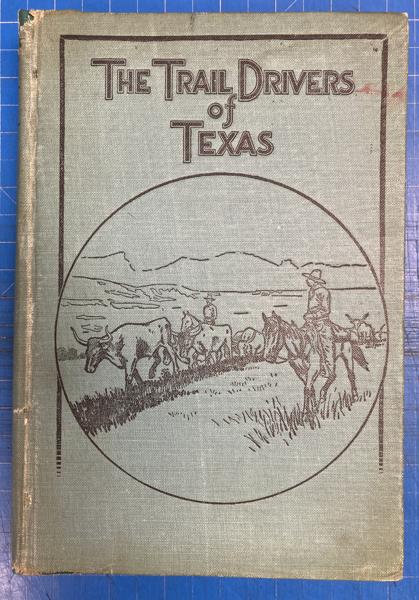 THE TRAIL DRIVERS
of
TEXAS